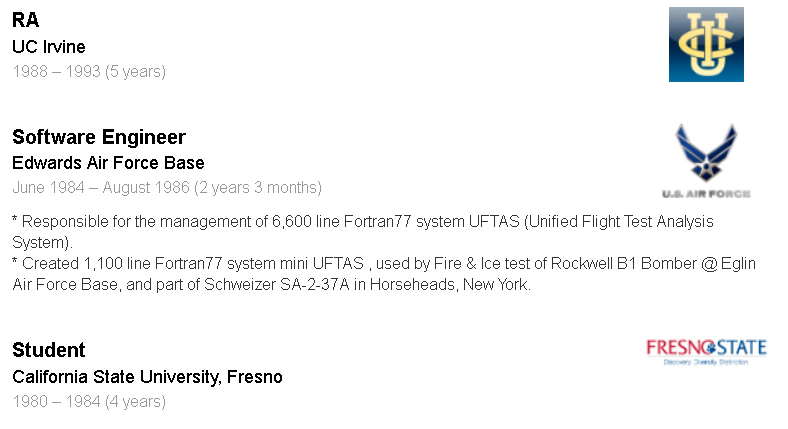 RA
UC Irvine
1988 – 1993 (5 years)
Software Engineer
Edwards Air Force Base
U.S. AIR FORCE
June 1984 – August 1986 (2 years 3 months)
* Responsible for the management of 6,600 line Fortran77 system UFTAS (Unified Flight Test Analysis
System).
* Created 1,100 line Fortran77 system mini UFTAS , used by Fire & Ice test of Rockwell B1 Bomber @ Eglin
Air Force Base, and part of Schweizer SA-2-37A in Horseheads, New York.
Student
FRESNO STATE
Discovery. Diversity. Distinction.
California State University, Fresno
1980 – 1984 (4 years)